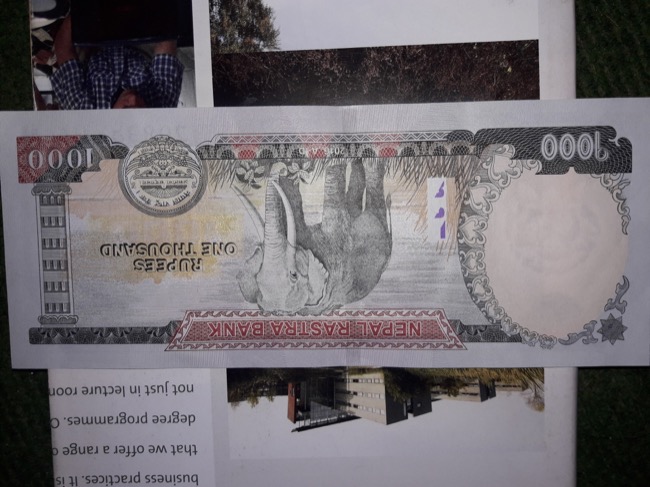 business practices. It is
that we offer a range
degree programmes.
not just in lecture room
NEPAL RASTRA BANK
RUPEES
ONE THOUSAND
नेपाल राष्ट्र बैंक
1000
1000